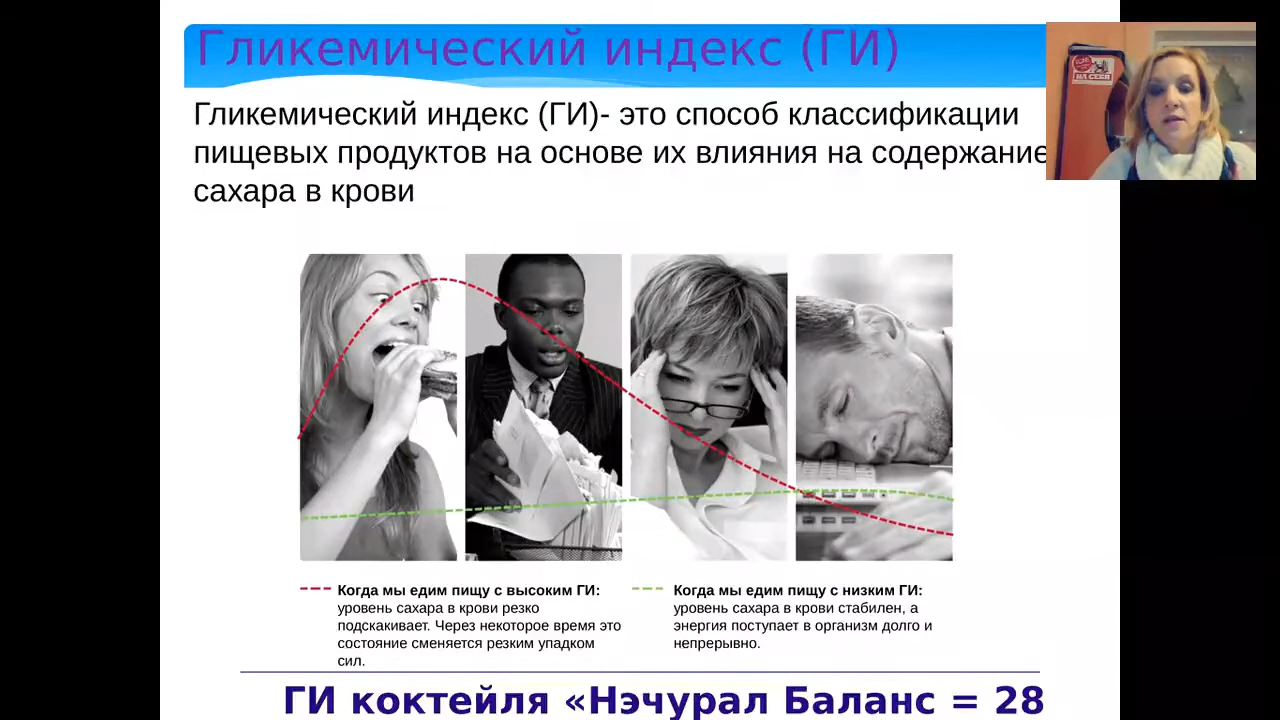 Гликемический индекс (ГИ)
Гликемический индекс (ГИ)- это способ классификации
пищевых продуктов на основе их влияния на содержание
сахара в крови
Когда мы едим пищу с высоким ГИ:
уровень сахара в крови резко
подскакивает. Через некоторое время это
состояние сменяется резким упадком
сил.
Когда мы едим пищу с низким ГИ:
уровень сахара в крови стабилен, а
энергия поступает в организм долго и
непрерывно.
ГИ коктейля «Нэчурал Баланс = 28
НА СЕБЯ